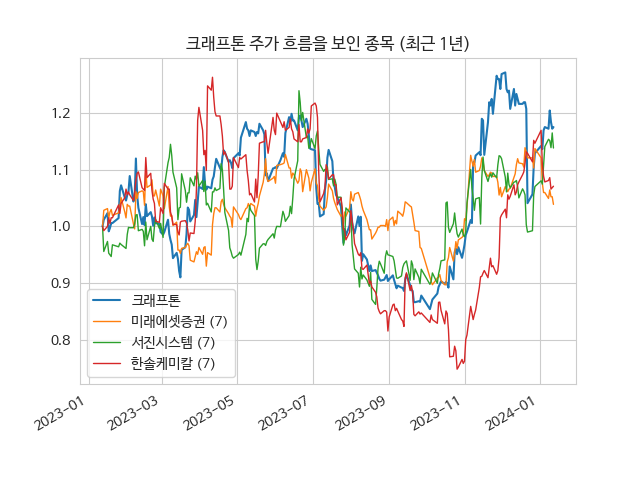 크래프톤 주가 흐름을 보인 종목 (최근 1년)
1.2
1.1
1.0
0.9
0.8
크래프톤
미래에셋증권 (7)
서진시스템 (7)
한솔케미칼 (7)
2023-01
2023-03
2023-05
2023-07
2023-09
2023-11
2024-01